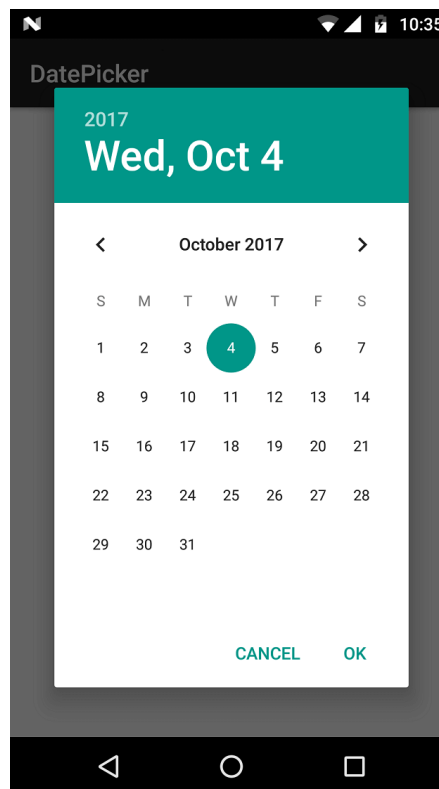 10:35
DatePicker
2017
Wed, Oct 4
October 2017
S M T W T F S
1 2 3 4 5 6 7
8 9 10 11 12 13 14
15 16 17 18 19 20 21
22 23 24 25 26 27 28
29 30 31
CANCEL OK